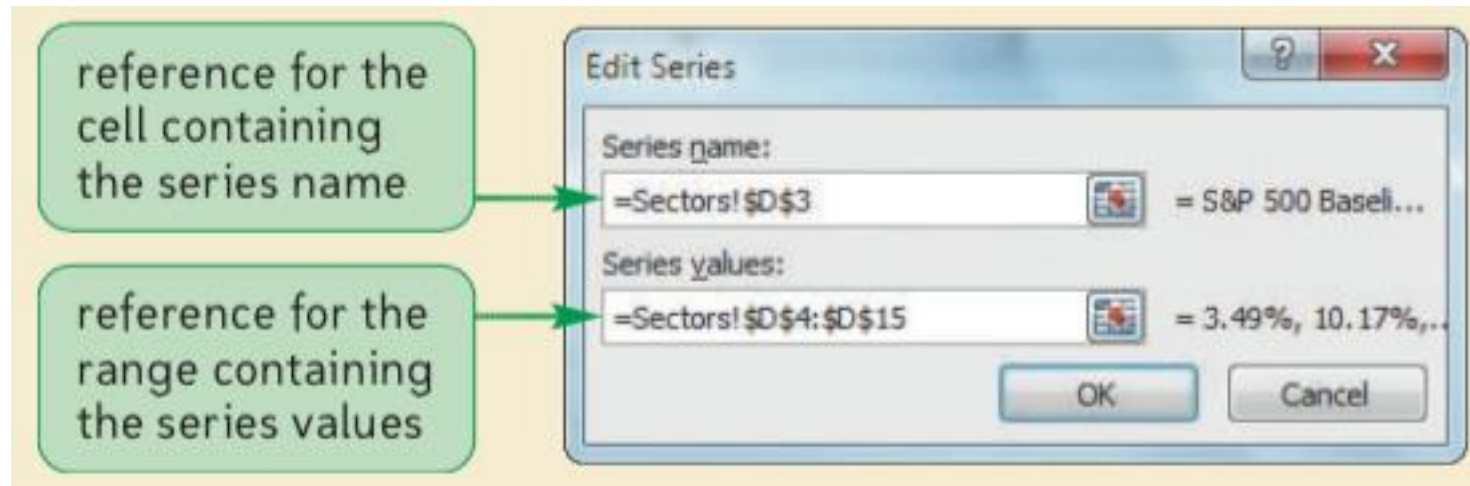 reference for the
cell containing
the series name
reference for the
range containing
the series values
Edit Series
Series name:
=Sectors!$D$3
= S&P 500 Baseli...
Series values:
=Sectors!$D$4:$D$15
= 3.49%, 10.17%,..
OK
Cancel